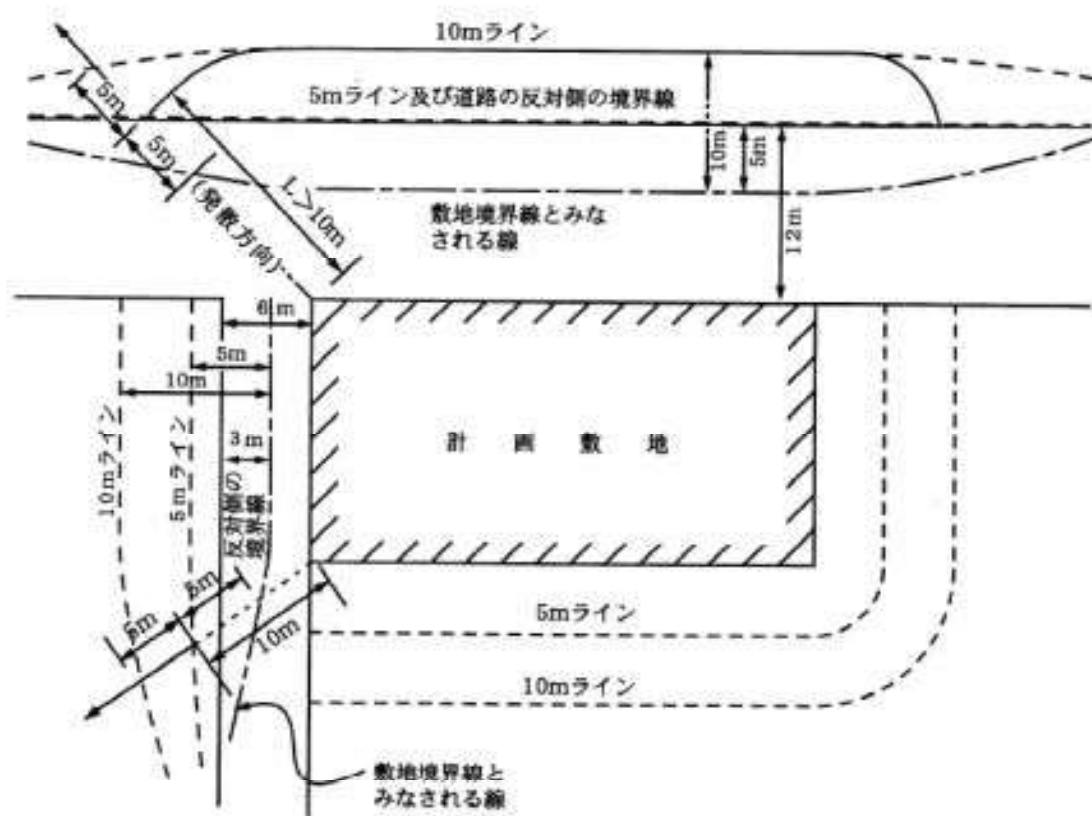 10mライン
5mライン及び道路の反対側の境界線
5m
5m
(発散方向)
L>10m
10m
5m
12m
敷地境界線とみな
される線
6m
5m
10m
3m
10mライン
5mライン
反対側の
境界線
計画敷地
5m
5m
10m
5mライン
10mライン
敷地境界線と
みなされる線